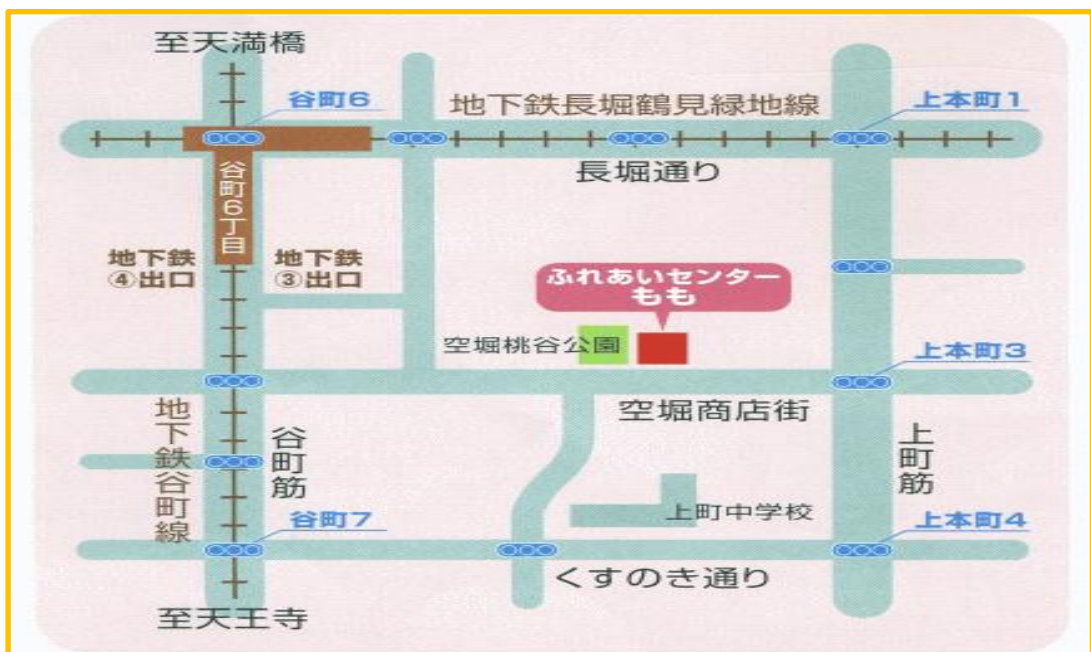 至天満橋
谷町6
地下鉄長堀鶴見緑地線
上本町1
長堀通り
谷町6丁目
地下鉄
④出口
地下鉄
③出口
ふれあいセンター
もも
空堀桃谷公園
上本町3
空堀商店街
地下鉄谷町線
谷町筋
上町筋
上町中学校
谷町7
上本町4
くすのき通り
至天王寺